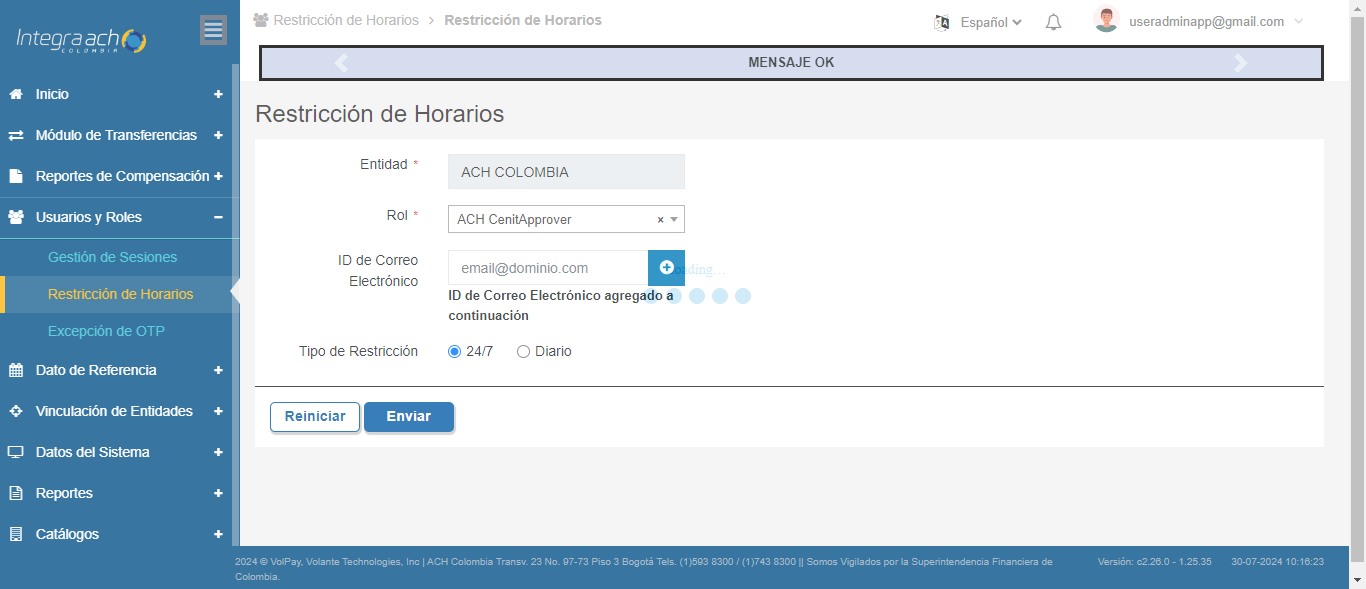 Integra ach
COLOMBIA
Restricción de Horarios > Restricción de Horarios
Español
useradminapp@gmail.com
MENSAJE OK
Inicio
Módulo de Transferencias
Reportes de Compensación
Usuarios y Roles
Gestión de Sesiones
Restricción de Horarios
Excepción de OTP
Dato de Referencia
Vinculación de Entidades
Datos del Sistema
Reportes
Catálogos
Restricción de Horarios
Entidad *
ACH COLOMBIA
Rol *
ACH CenitApprover
ID de Correo
Electrónico
email@dominio.com
Loading...
ID de Correo Electrónico agregado a
continuación
Tipo de Restricción
24/7
Diario
Reiniciar
Enviar
2024 © VolPay, Volante Technologies, Inc | ACH Colombia Transv. 23 No. 97-73 Piso 3 Bogotá Tels. (1)593 8300 / (1)743 8300 || Somos Vigilados por la Superintendencia Financiera de
Colombia.
Versión: c2.26.0 - 1.25.35
30-07-2024 10:16:23